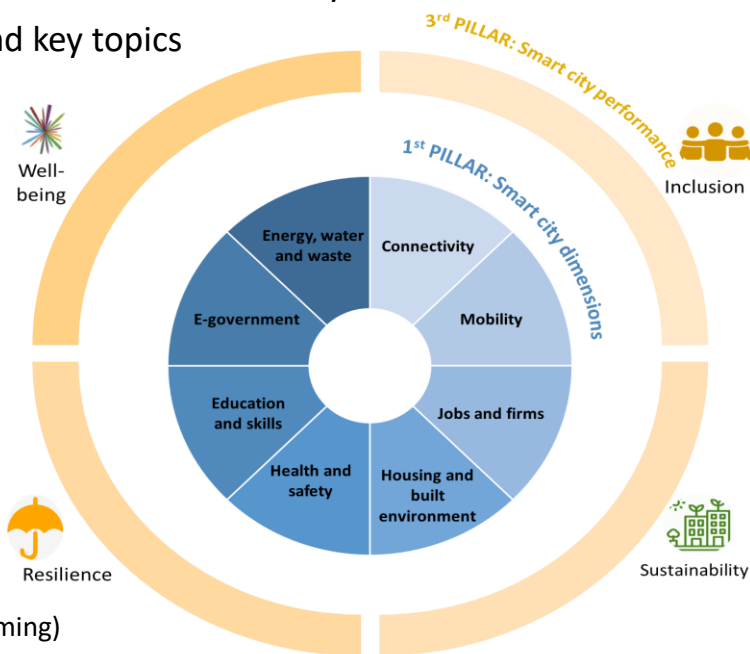 nd key topics
3rd PILLAR: Smart city performance
Well-
being
Inclusion
1st PILLAR: Smart city dimensions
Energy, water
and waste
Connectivity
E-government
Mobility
Education
and skills
Jobs and firms
Health and
safety
Housing and
built
environment
Resilience
Sustainability
ming)